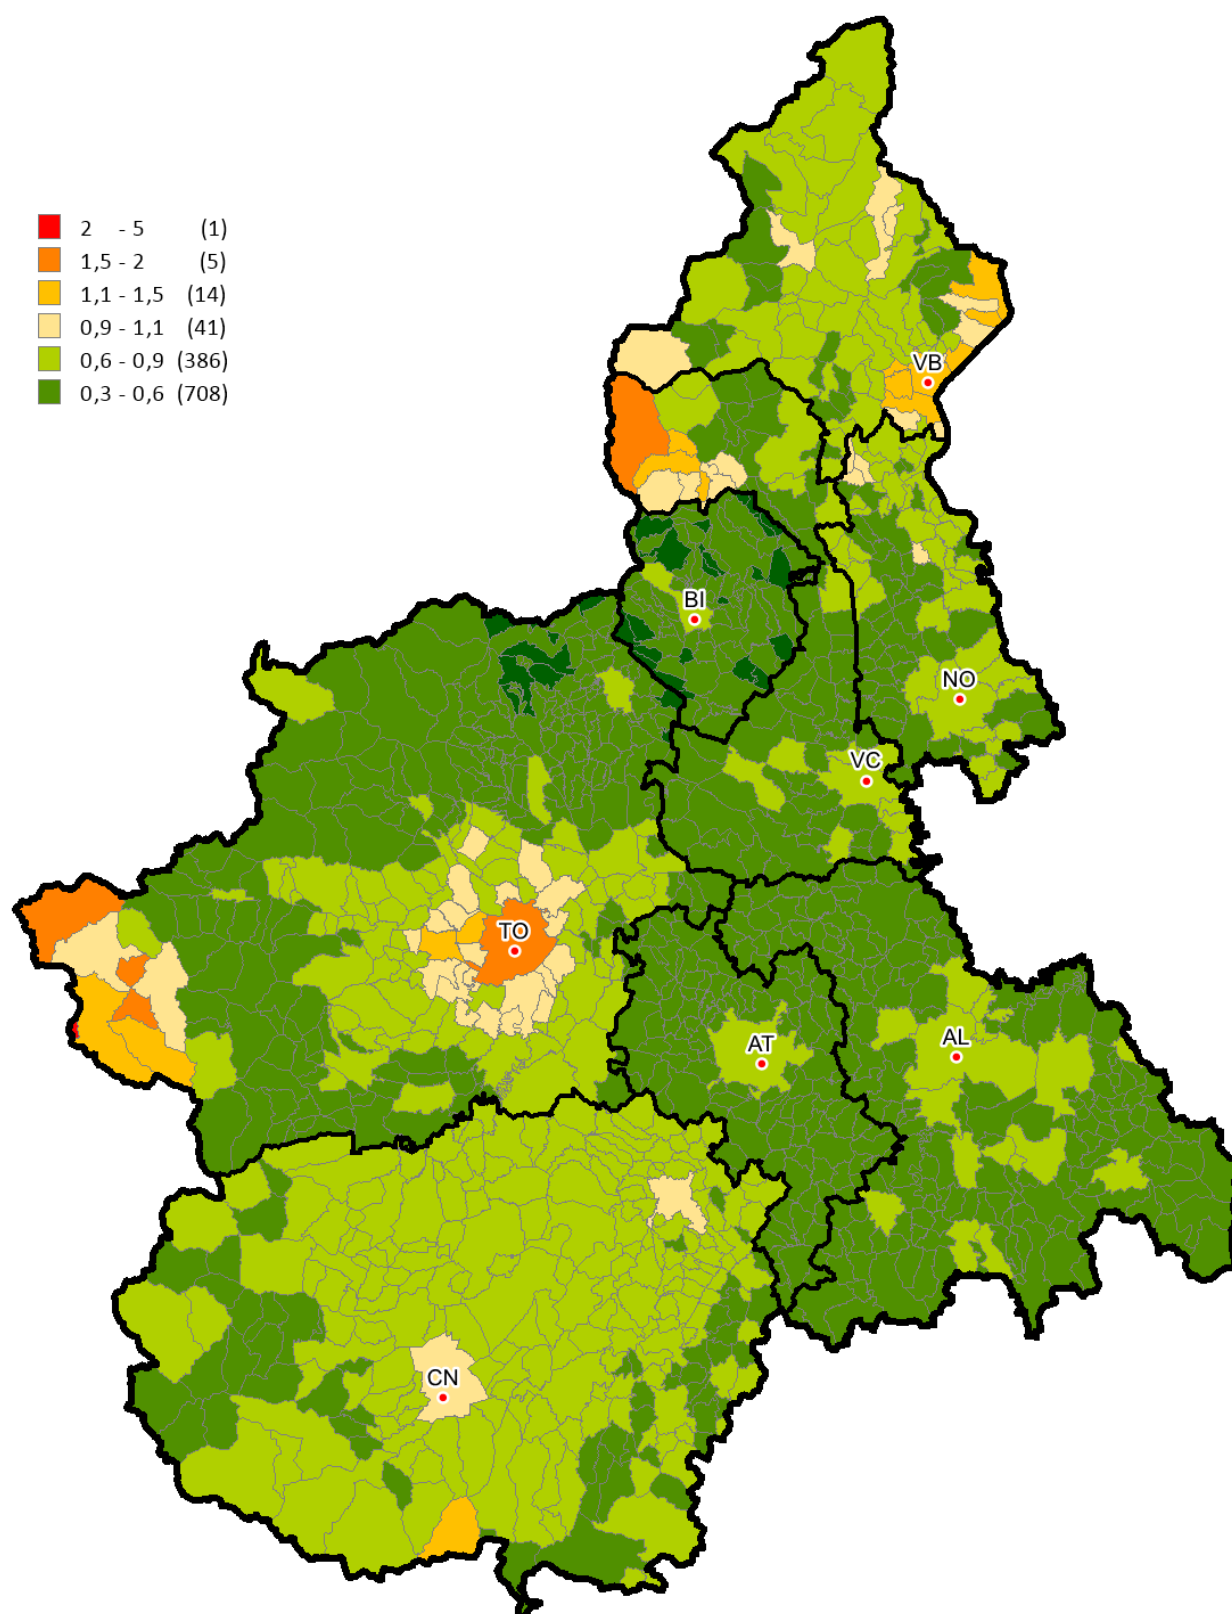 2 - 5 (1)
1,5 - 2 (5)
1,1 - 1,5 (14)
0,9 - 1,1 (41)
0,6 - 0,9 (386)
0,3 - 0,6 (708)
VB
BI
NO
VC
TO
AT
AL
CN